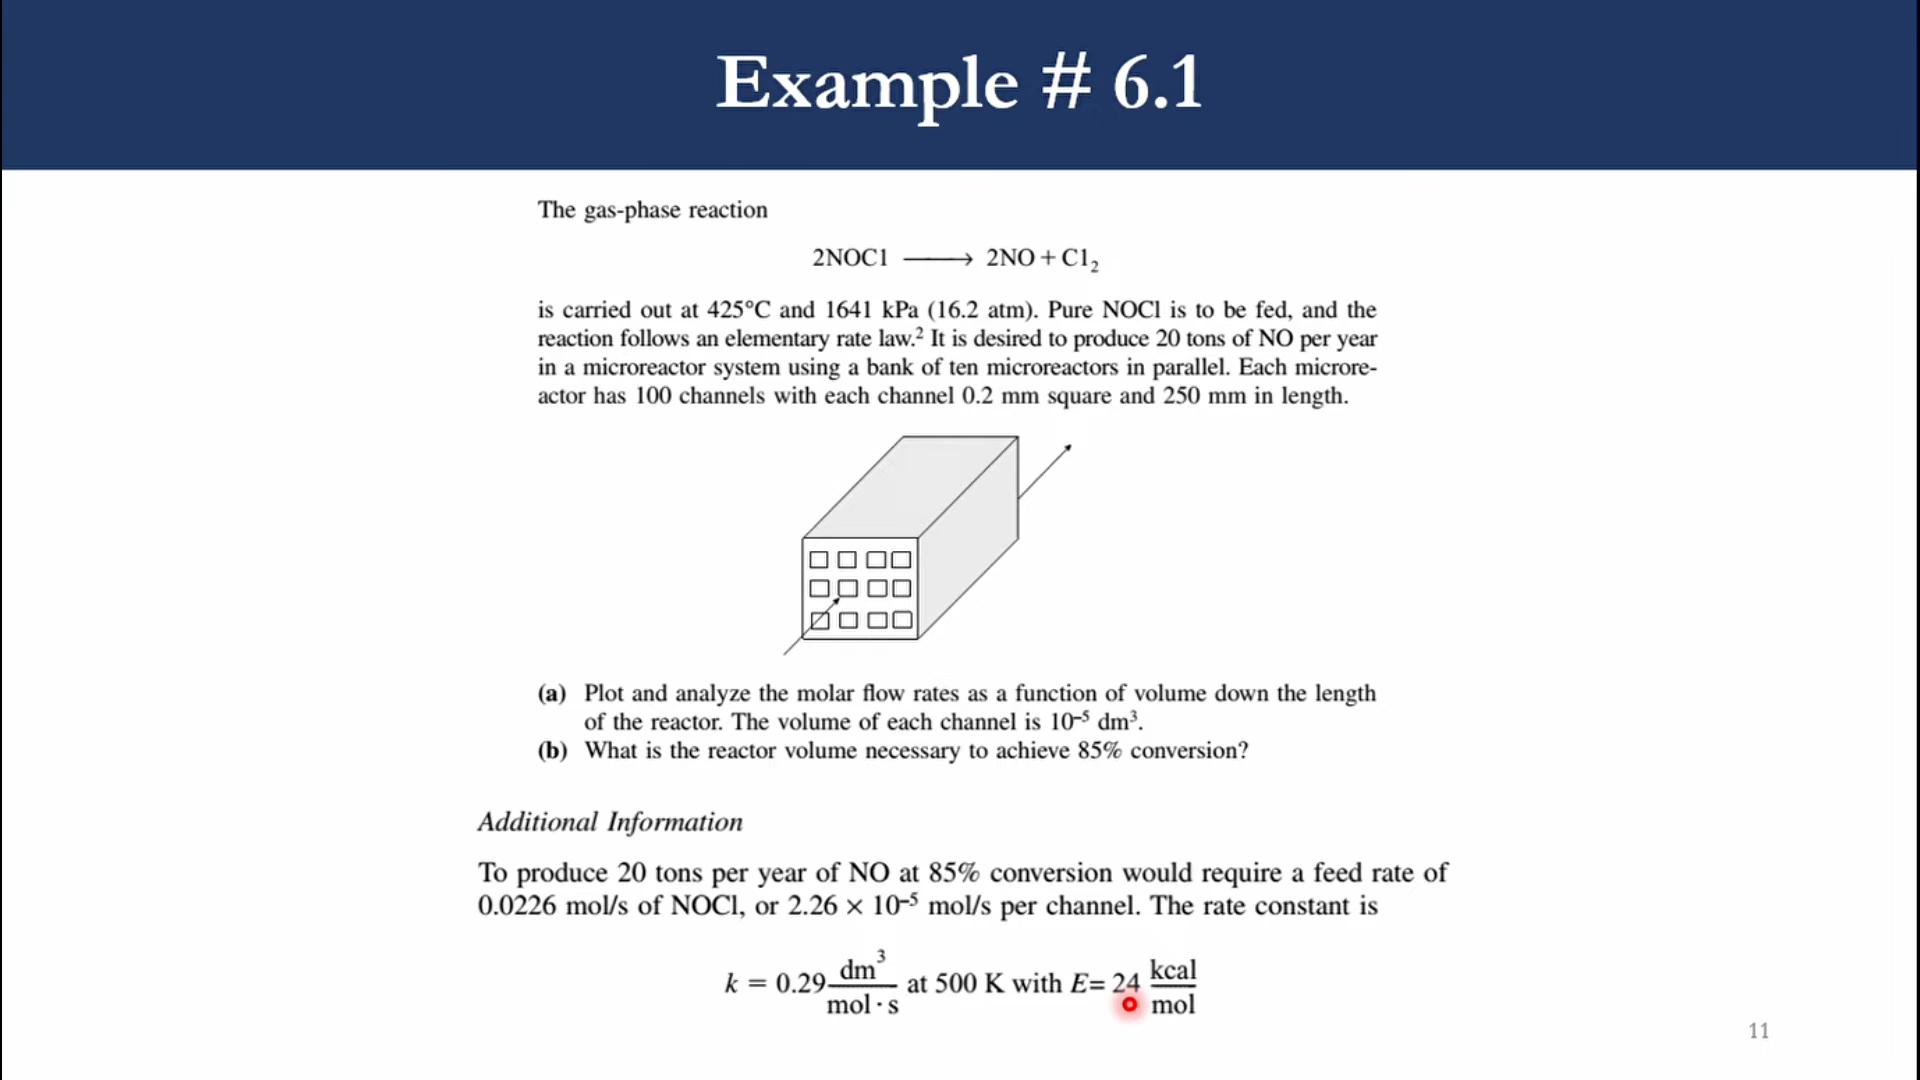 Example # 6.1
The gas-phase reaction
2NOCl ⟶ 2NO + Cl₂
is carried out at 425°C and 1641 kPa (16.2 atm). Pure NOCl is to be fed, and the
reaction follows an elementary rate law.² It is desired to produce 20 tons of NO per year
in a microreactor system using a bank of ten microreactors in parallel. Each microre-
actor has 100 channels with each channel 0.2 mm square and 250 mm in length.
(a) Plot and analyze the molar flow rates as a function of volume down the length
of the reactor. The volume of each channel is 10⁻⁵ dm³.
(b) What is the reactor volume necessary to achieve 85% conversion?
Additional Information
To produce 20 tons per year of NO at 85% conversion would require a feed rate of
0.0226 mol/s of NOCl, or 2.26 × 10⁻⁵ mol/s per channel. The rate constant is
k = 0.29 dm³/mol·s at 500 K with E= 24 kcal/mol
11